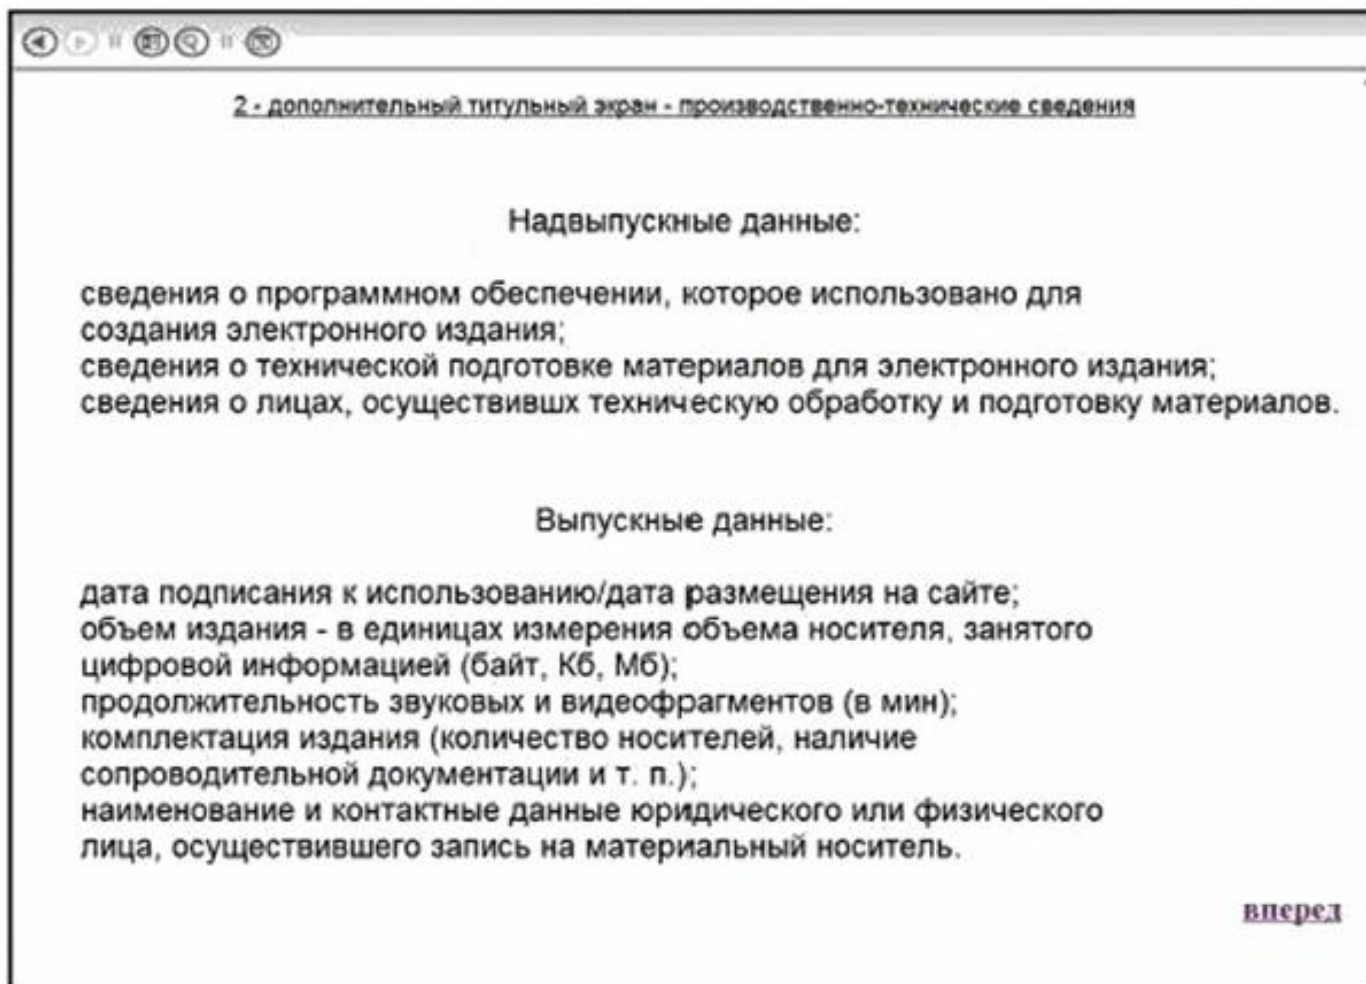 2 - дополнительный титульный экран - производственно-технические сведения
Надвыпускные данные:
сведения о программном обеспечении, которое использовано для
создания электронного издания;
сведения о технической подготовке материалов для электронного издания;
сведения о лицах, осуществивших техническую обработку и подготовку материалов.
Выпускные данные:
дата подписания к использованию/дата размещения на сайте;
объем издания - в единицах измерения объема носителя, занятого
цифровой информацией (байт, Кб, Мб);
продолжительность звуковых и видеофрагментов (в мин);
комплектация издания (количество носителей, наличие
сопроводительной документации и т. п.);
наименование и контактные данные юридического или физического
лица, осуществившего запись на материальный носитель.
вперед